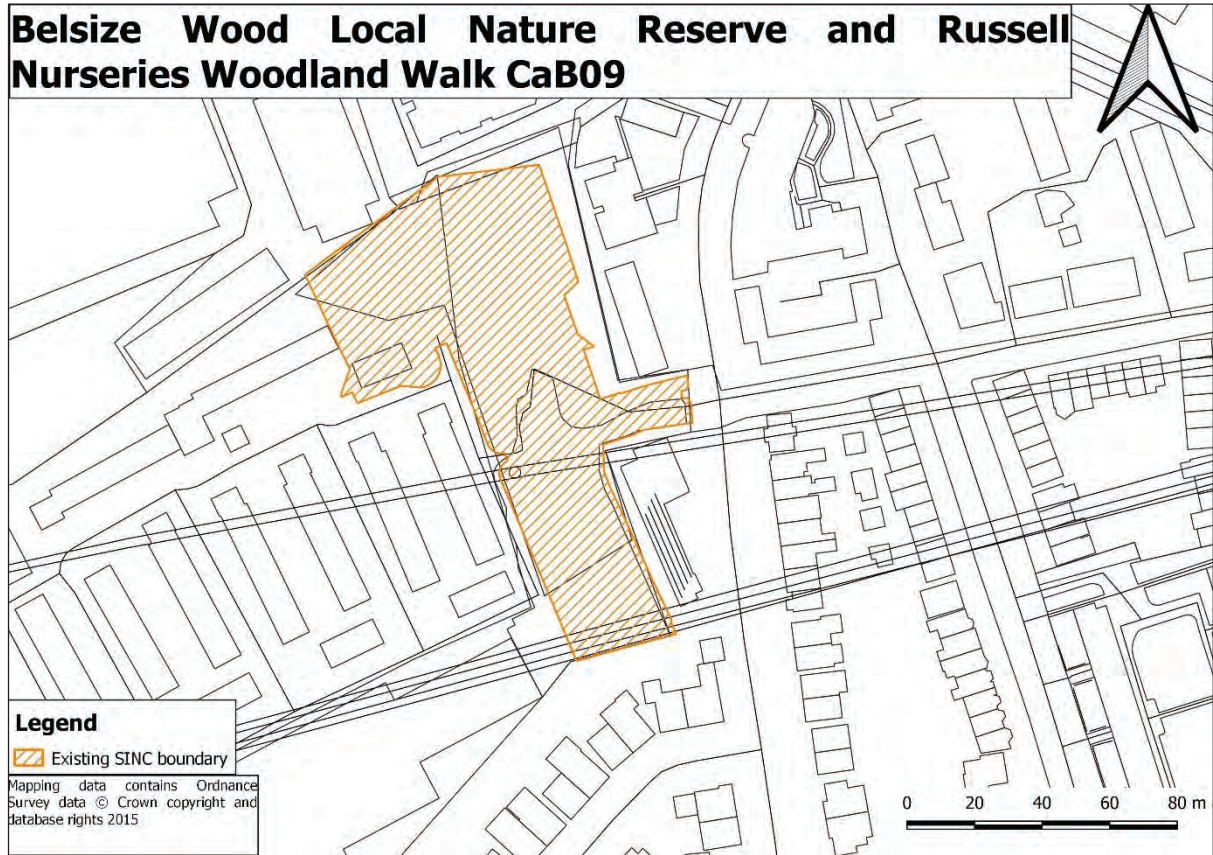 Belsize Wood Local Nature Reserve and Russell
Nurseries Woodland Walk CaB09
Legend
Existing SINC boundary
Mapping data contains Ordnance
Survey data © Crown copyright and
database rights 2015
0 20 40 60 80 m